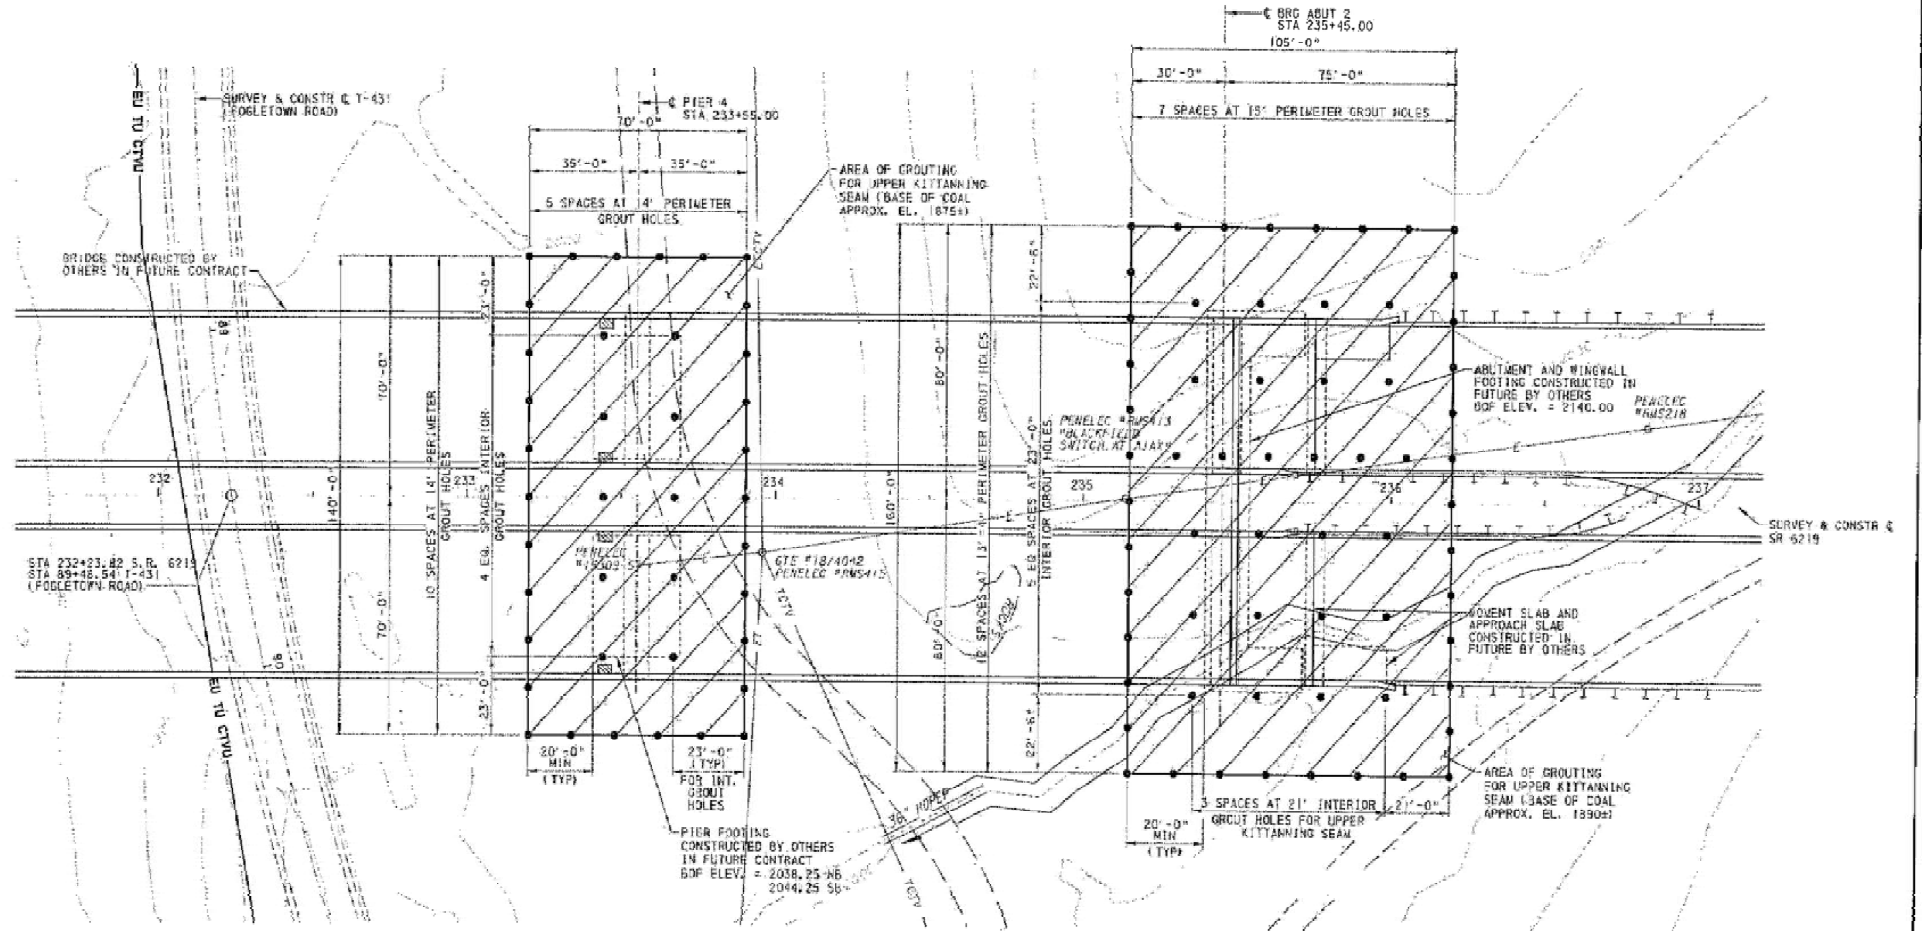 ℄ BRG ABUT 2
STA 235+45.00
105'-0"
30'-0"
75'-0"
7 SPACES AT 15' PERIMETER GROUT HOLES
SURVEY & CONSTR ℄ T-431
(FOGLETOWN ROAD)
℄ PIER 4
STA 233+55.00
70'-0"
35'-0"
35'-0"
5 SPACES AT 14' PERIMETER
GROUT HOLES
AREA OF GROUTING
FOR UPPER KITTANNING
SEAM (BASE OF COAL
APPROX. EL. 1875±)
BRIDGE CONSTRUCTED BY
OTHERS IN FUTURE CONTRACT
EU TU CTVU
89
140'-0"
70'-0"
70'-0"
10 SPACES AT 14' PERIMETER
GROUT HOLES
23'-0"
4 EQ. SPACES INTERIOR
GROUT HOLES
23'-0"
160'-0"
80'-0"
80'-0"
12 SPACES AT 13'-4" PERIMETER GROUT HOLES
22'-6"
5 EQ SPACES AT 23'-0"
INTERIOR GROUT HOLES
22'-6"
PENELEC #RMS413
"BLACKFIELD
SWITCH AT AJAX"
ABUTMENT AND WINGWALL
FOOTING CONSTRUCTED IN
FUTURE BY OTHERS
BOF ELEV. = 2140.00
PENELEC
#RMS218
232
233
234
235
236
237
SURVEY & CONSTR ℄
SR 6219
STA 232+23.82 S.R. 6219
STA 89+48.54 T-431
(FOGLETOWN ROAD)
PENELEC
GTE #18/4042
PENELEC #RMS415
TCTV
MOMENT SLAB AND
APPROACH SLAB
CONSTRUCTED IN
FUTURE BY OTHERS
90
EU TU CTVU
20'-0"
MIN
(TYP)
23'-0"
(TYP)
FOR INT.
GROUT
HOLES
PIER FOOTING
CONSTRUCTED BY OTHERS
IN FUTURE CONTRACT
BOF ELEV. = 2038.25 NB
2044.25 SB
36" HDPEP
TCTV
3 SPACES AT 21' INTERIOR
GROUT HOLES FOR UPPER
KITTANNING SEAM
21'-0"
20'-0"
MIN
(TYP)
AREA OF GROUTING
FOR UPPER KITTANNING
SEAM (BASE OF COAL
APPROX. EL. 1890±)